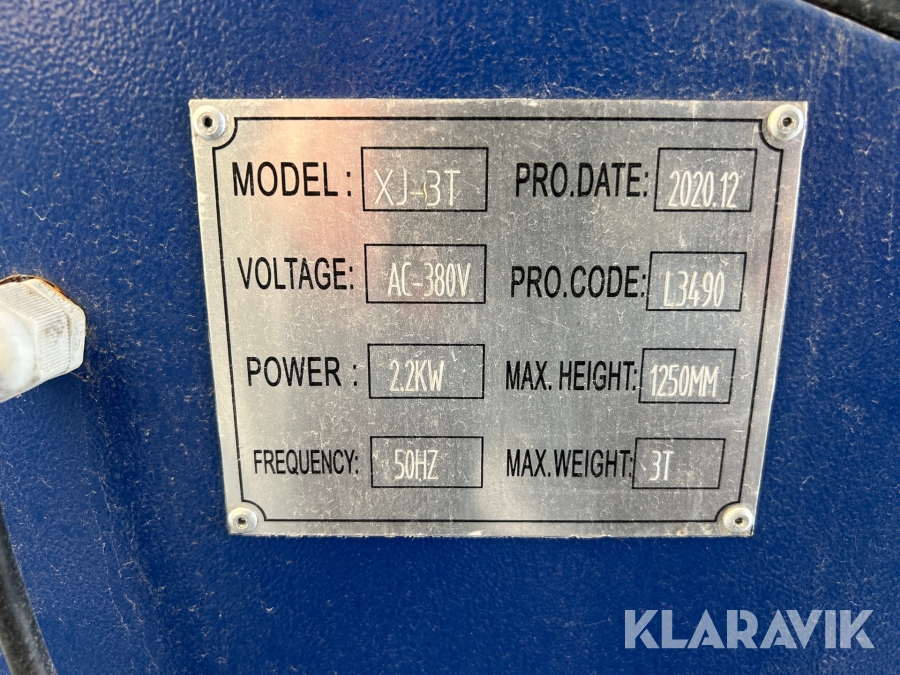 MODEL: XJ-3T PRO.DATE: 2020.12
VOLTAGE: AC-380V PRO.CODE: L3490
POWER: 2.2KW MAX. HEIGHT: 1250MM
FREQUENCY: 50HZ MAX.WEIGHT: 3T
KLARAVIK